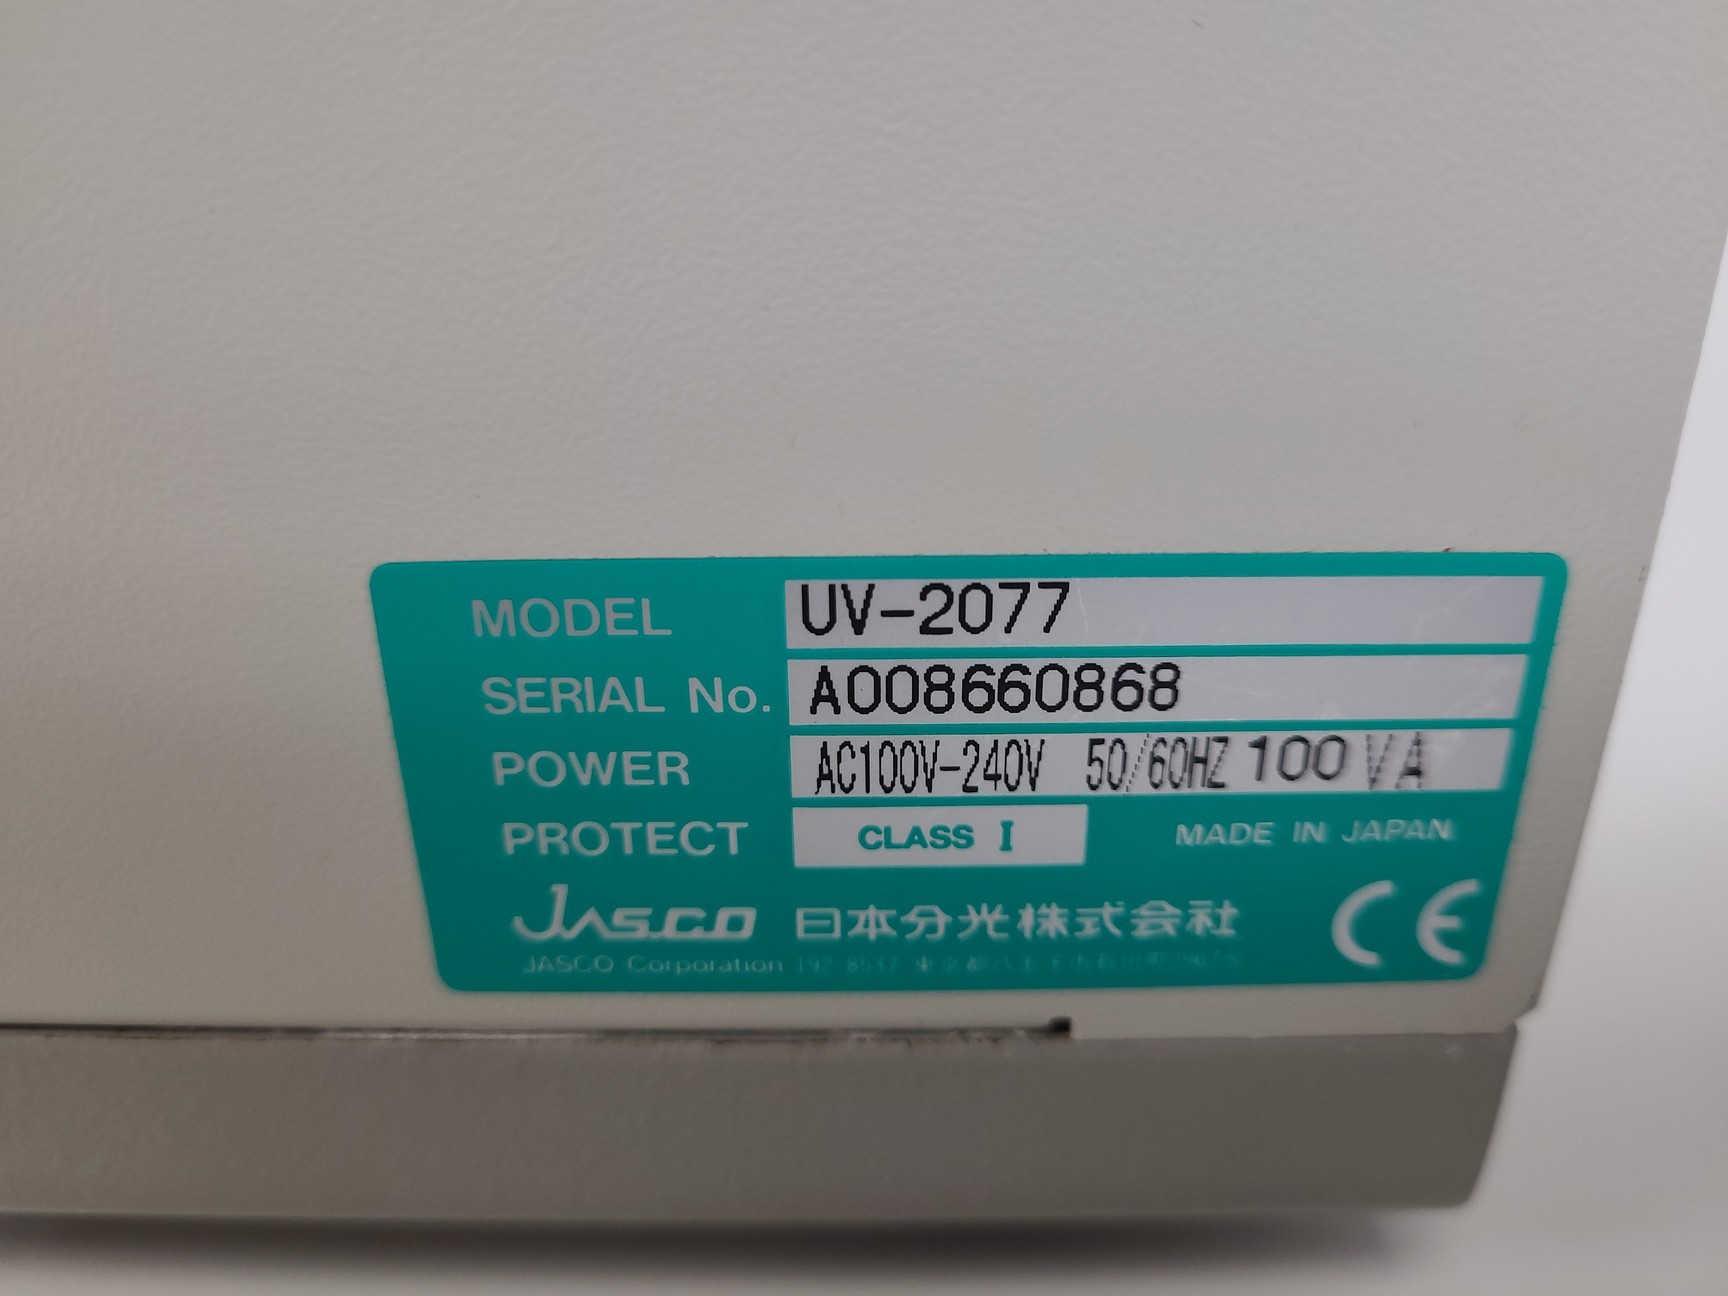 MODEL UV-2077
SERIAL No. A008660868
POWER AC100V-240V 50/60HZ 100 VA
PROTECT CLASS I MADE IN JAPAN
JASCO 日本分光株式会社 CE
JASCO Corporation